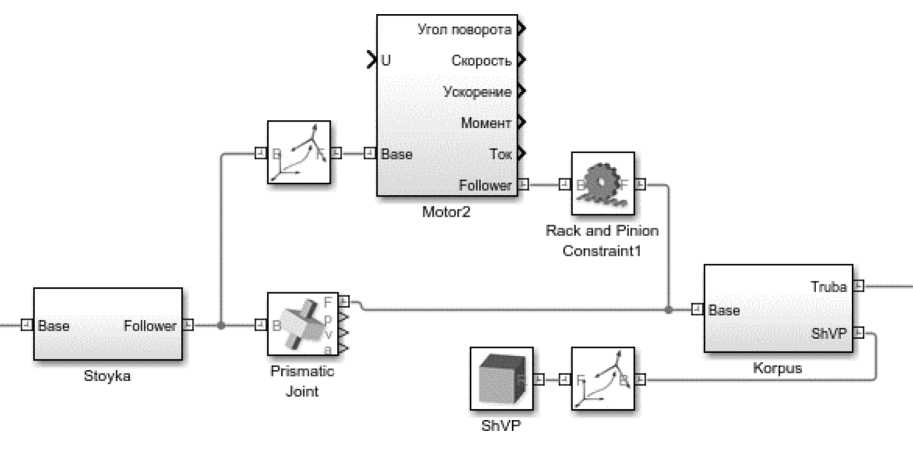 Угол поворота
U
Скорость
Ускорение
Момент
B
F
Base
Ток
Follower
B
F
Motor2
Rack and Pinion
Constraint1
Base
Follower
Stoyka
B
F
p
v
a
Prismatic
Joint
Truba
Base
ShVP
Korpus
F
B
ShVP